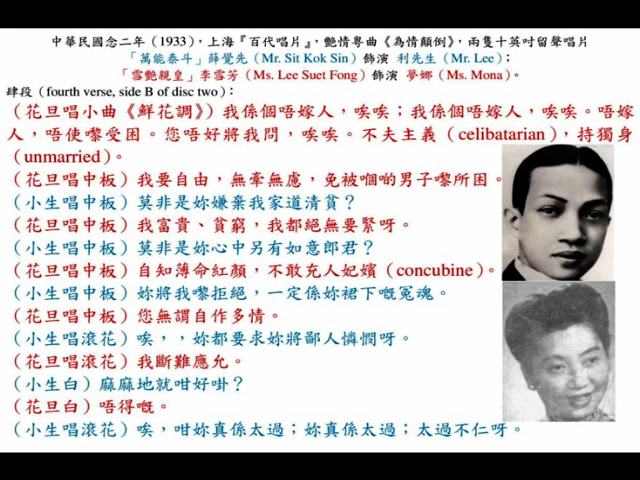 中華民國念二年（1933），上海『百代唱片』，艷情粵曲《為情顛倒》，兩隻十英吋留聲唱片
「萬能泰斗」薛覺先（Mr. Sit Kok Sin）飾演 利先生（Mr. Lee）；
「雪艷親皇」李雪芳（Ms. Lee Suet Fong）飾演 夢娜（Ms. Mona）。
肆段（fourth verse, side B of disc two）：
（花旦唱小曲《鮮花調》）我係個唔嫁人，唉唉；我係個唔嫁人，唉唉。唔嫁
人，唔使嚟受困。您唔好將我問，唉唉。不夫主義（celibatarian），持獨身
（unmarried）。
（花旦唱中板）我要自由，無牽無慮，免被嗰啲男子嚟所困。
（小生唱中板）莫非是妳嫌棄我家道清貧？
（花旦唱中板）我富貴、貧窮，我都絕無要緊呀。
（小生唱中板）莫非是妳心中另有如意郎君？
（花旦唱中板）自知薄命紅顏，不敢充人妃嬪（concubine）。
（小生唱中板）妳將我嚟拒絕，一定係妳裙下嘅冤魂。
（花旦唱中板）您無謂自作多情。
（小生唱滾花）唉，，妳都要求妳將鄙人憐憫呀。
（花旦唱滾花）我斷難應允。
（小生白）麻麻地就咁好啩？
（花旦白）唔得嘅。
（小生唱滾花）唉，咁妳真係太過；妳真係太過；太過不仁呀。